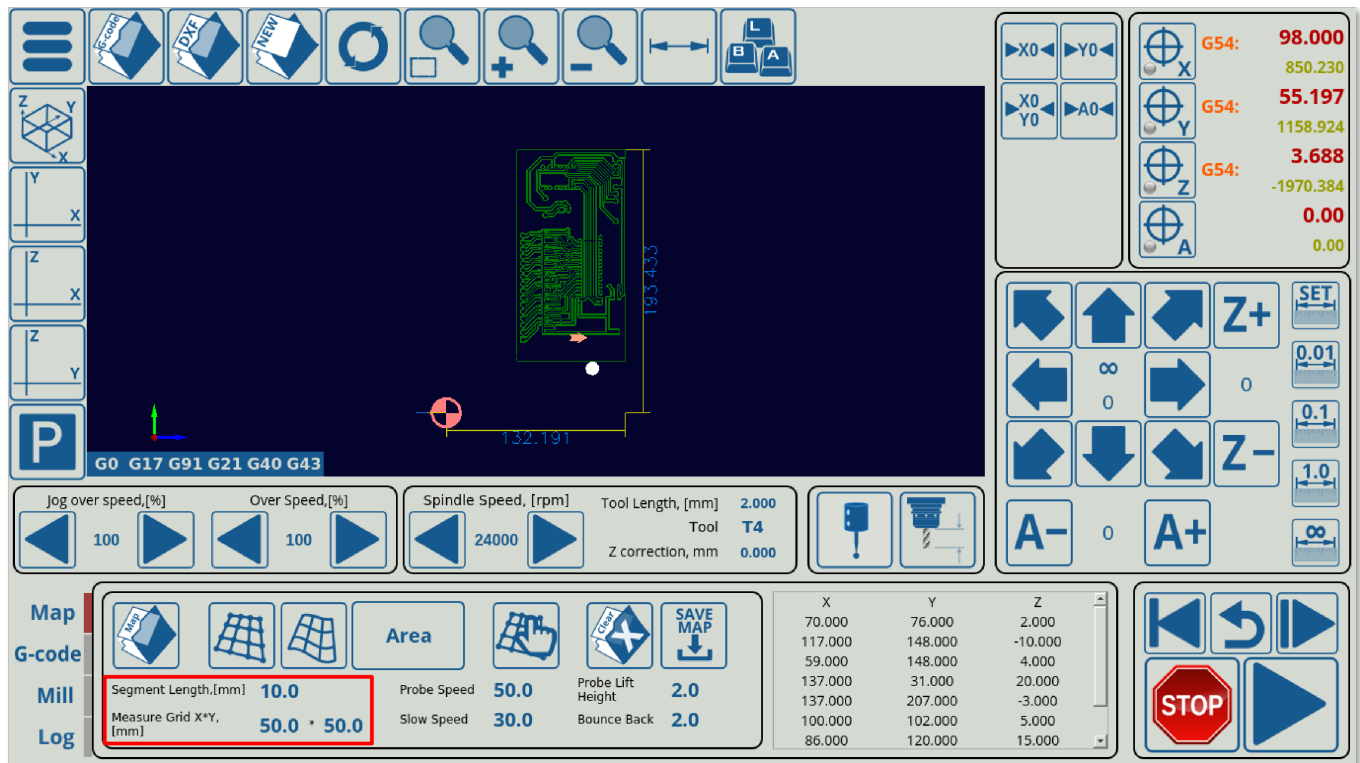 G-code
DXF
NEW
L
B A
X0 Y0
X0
Y0
A0
X G54: 98.000
850.230
Y G54: 55.197
1158.924
Z G54: 3.688
-1970.384
A 0.00
0.00
Z Y
X
Y
X
Z
X
Z
Y
P
193.433
132.191
G0 G17 G91 G21 G40 G43
Z+
SET
∞
0
0
0.01
0.1
Z-
1.0
A-
0
A+
∞
Jog over speed,[%]
100
Over Speed,[%]
100
Spindle Speed, [rpm]
24000
Tool Length, [mm] 2.000
Tool T4
Z correction, mm 0.000
Map
G-code
Mill
Log
Map
Area
Clear
X
SAVE
MAP
Segment Length,[mm] 10.0
Measure Grid X*Y,
[mm] 50.0 * 50.0
Probe Speed 50.0
Slow Speed 30.0
Probe Lift
Height 2.0
Bounce Back 2.0
X Y Z
70.000 76.000 2.000
117.000 148.000 -10.000
59.000 148.000 4.000
137.000 31.000 20.000
137.000 207.000 -3.000
100.000 102.000 5.000
86.000 120.000 15.000
STOP